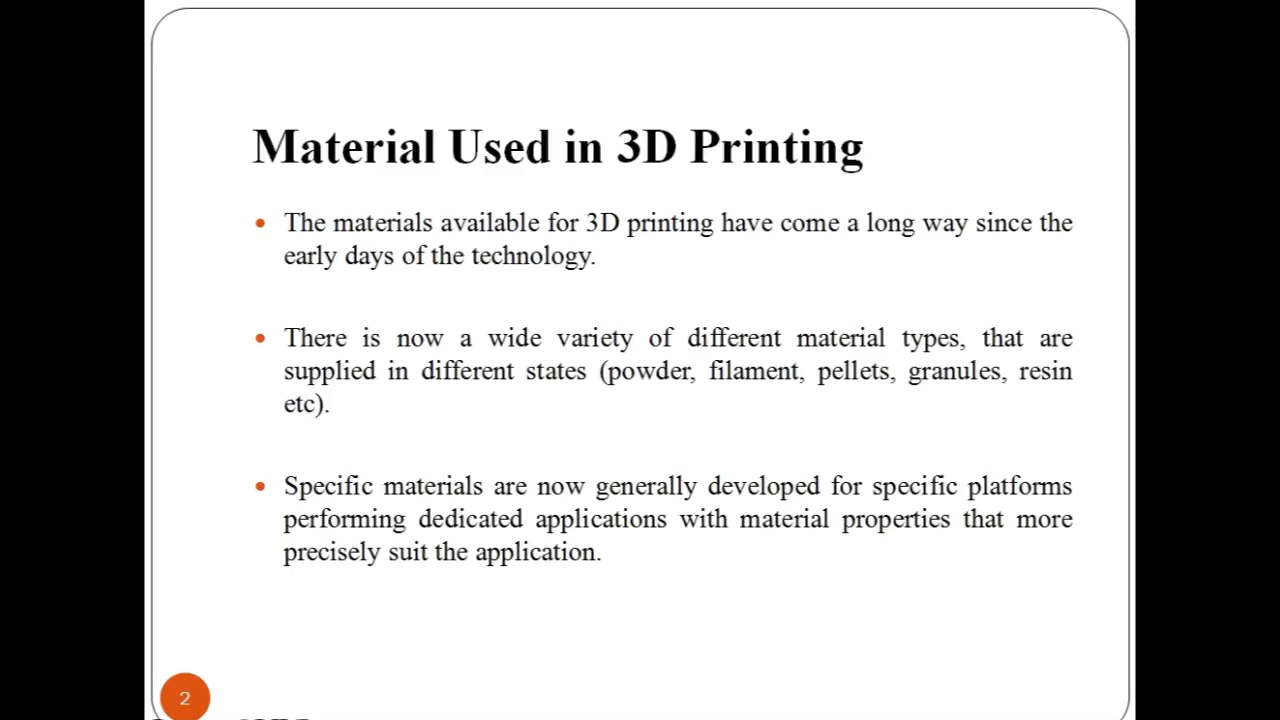 Material Used in 3D Printing
The materials available for 3D printing have come a long way since the
early days of the technology.
There is now a wide variety of different material types, that are
supplied in different states (powder, filament, pellets, granules, resin
etc).
Specific materials are now generally developed for specific platforms
performing dedicated applications with material properties that more
precisely suit the application.
2